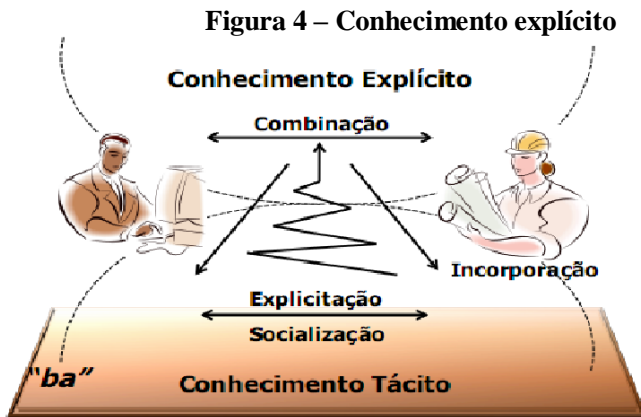 Figura 4 – Conhecimento explícito
Conhecimento Explícito
Combinação
Incorporação
Explicitação
Socialização
"ba"
Conhecimento Tácito